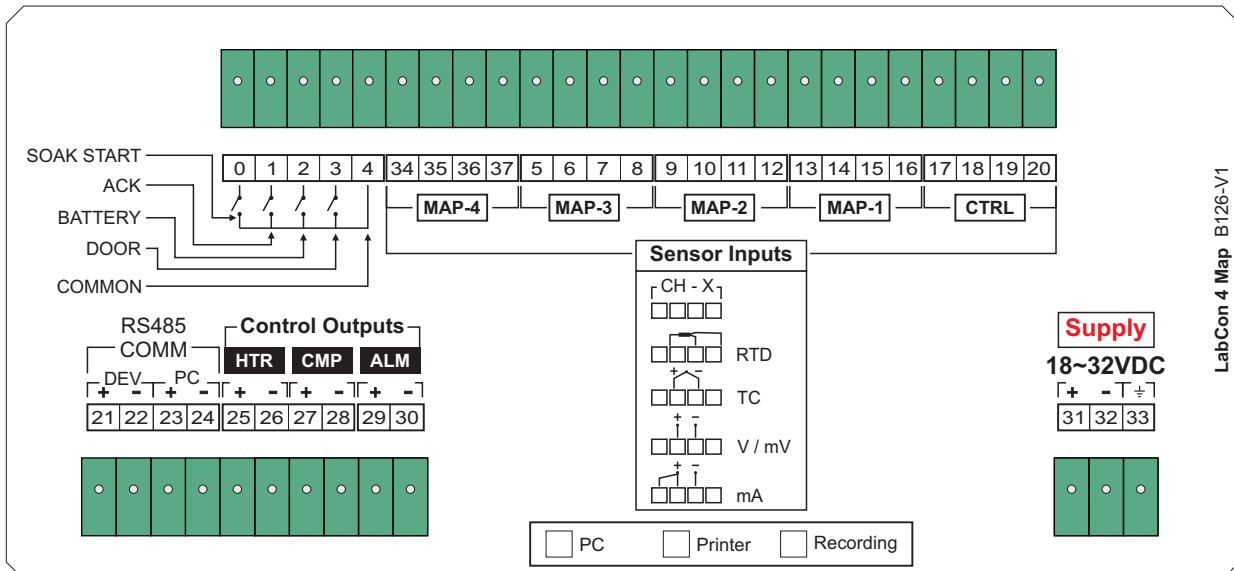 SOAK START
ACK
BATTERY
DOOR
COMMON
0 1 2 3 4 34 35 36 37 5 6 7 8 9 10 11 12 13 14 15 16 17 18 19 20
MAP-4 MAP-3 MAP-2 MAP-1 CTRL
Sensor Inputs
CH - X
RTD
+ −
TC
+ −
V / mV
+ −
mA
RS485
COMM
DEV PC
+ - + -
21 22 23 24
Control Outputs
HTR CMP ALM
+ - + - + -
25 26 27 28 29 30
Supply
18~32VDC
+ -
31 32 33
PC Printer Recording
LabCon 4 Map B126-V1